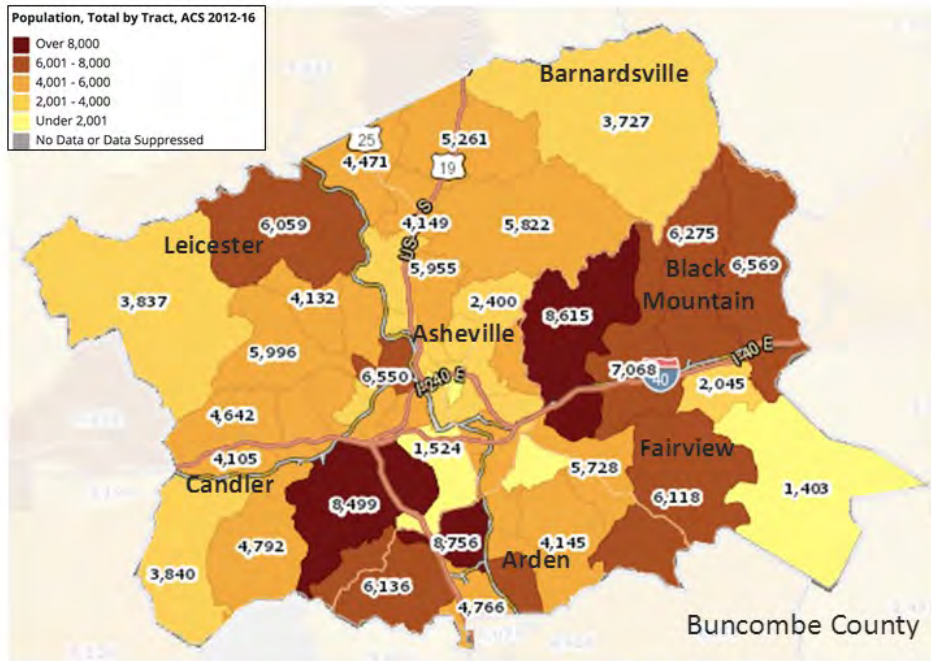 Population, Total by Tract, ACS 2012-16
Over 8,000
6,001 - 8,000
4,001 - 6,000
2,001 - 4,000
Under 2,001
No Data or Data Suppressed
Barnardsville
3,727
25
5,261
4,471
19
6,059
4,149
S
US
5,822
6,275
Leicester
5,955
6,569
Black
3,837
4,132
2,400
Mountain
8,615
Asheville
5,996
6,550
7,068
I-40 E
40
I-240 E
2,045
4,642
4,105
1,524
Fairview
5,728
Candler
8,499
6,118
1,403
8,756
4,792
4,145
Arden
3,840
6,136
4,766
Buncombe County